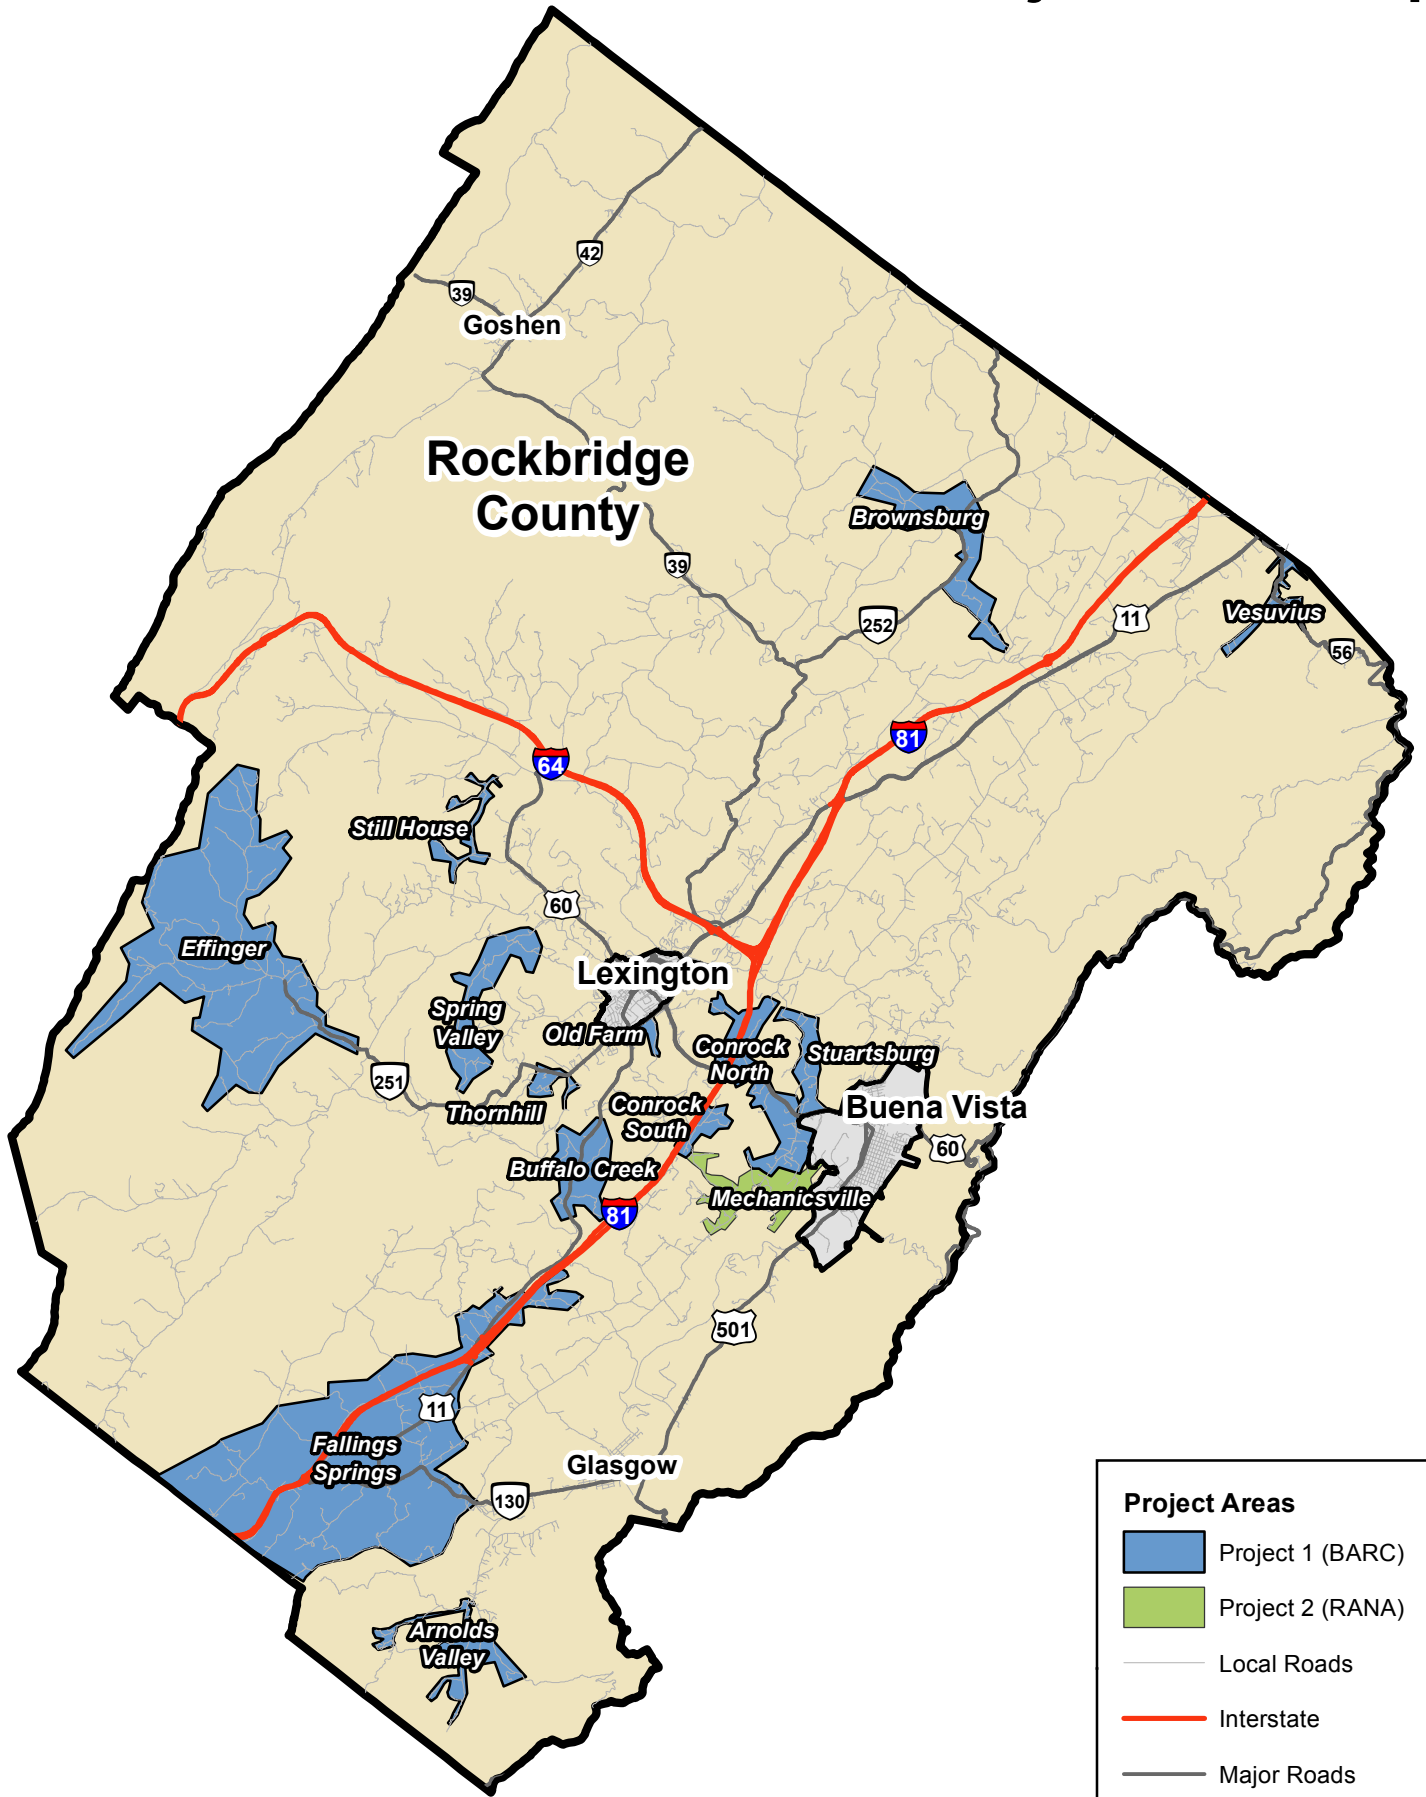 42
39
Goshen
Rockbridge
County
Brownsburg
39
252
11
Vesuvius
56
81
64
Still House
60
Effinger
Lexington
Spring
Valley
Old Farm
Conrock
North
Stuartsburg
251
Thornhill
Conrock
South
Buena Vista
60
Buffalo Creek
Mechanicsville
81
501
11
Fallings
Springs
Glasgow
130
Arnolds
Valley
Project Areas
Project 1 (BARC)
Project 2 (RANA)
Local Roads
Interstate
Major Roads